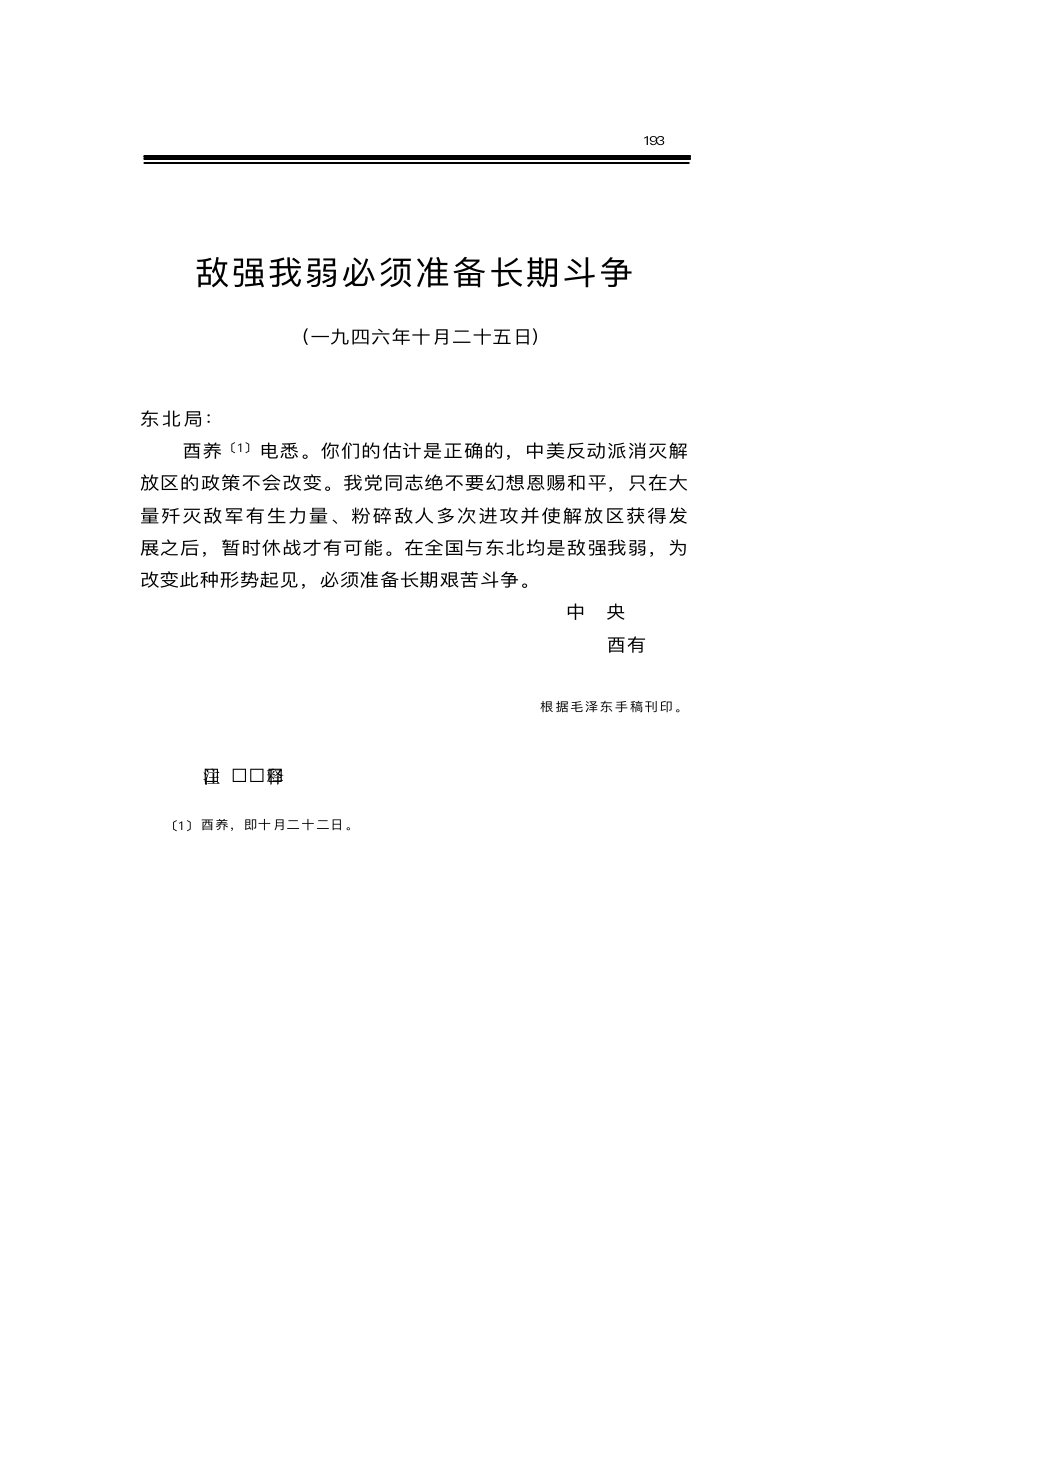 193
敌强我弱必须准备长期斗争
（一九四六年十月二十五日）
东北局：
酉养〔1〕电悉。你们的估计是正确的，中美反动派消灭解
放区的政策不会改变。我党同志绝不要幻想恩赐和平，只在大
量歼灭敌军有生力量、粉碎敌人多次进攻并使解放区获得发
展之后，暂时休战才有可能。在全国与东北均是敌强我弱，为
改变此种形势起见，必须准备长期艰苦斗争。
中　央
酉有
根据毛泽东手稿刊印。
注 □□释
〔1〕酉养，即十月二十二日。